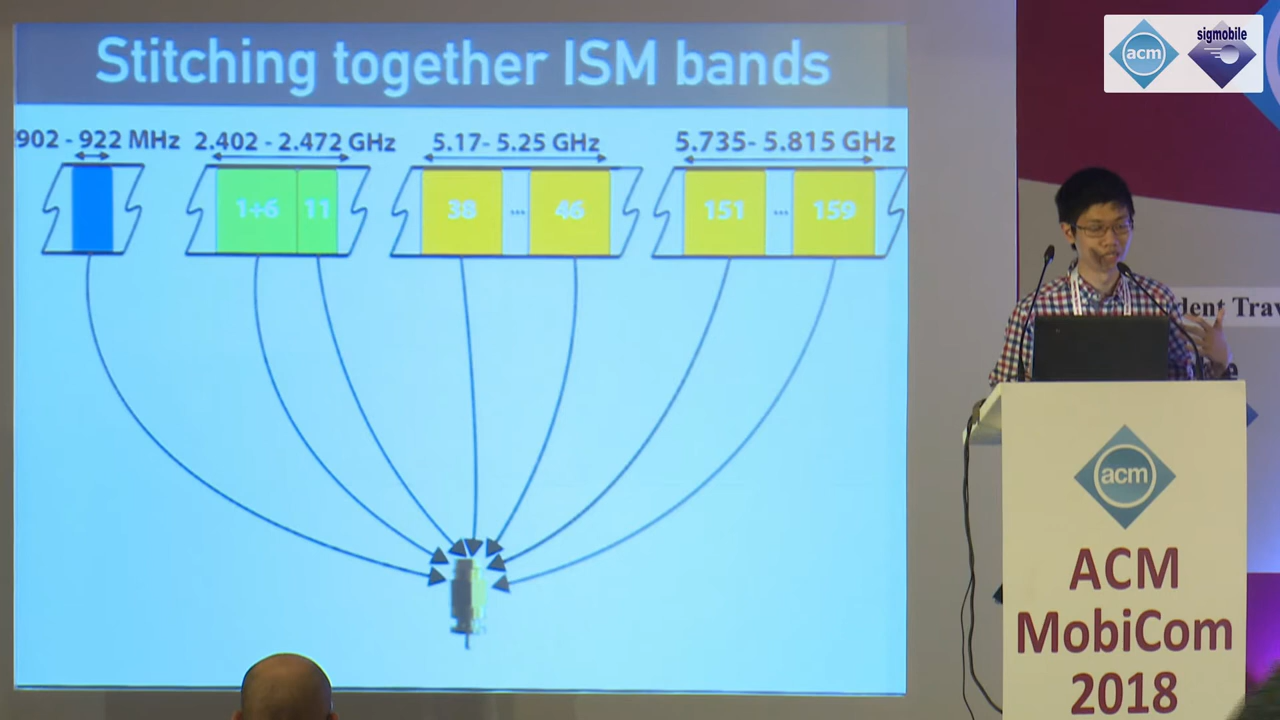 Stitching together ISM bands
902 - 922 MHz
2.402 - 2.472 GHz
5.17- 5.25 GHz
5.735- 5.815 GHz
1+6
11
38
...
46
151
...
159
acm
sigmobile
dent Tra
acm
ACM
MobiCom
2018